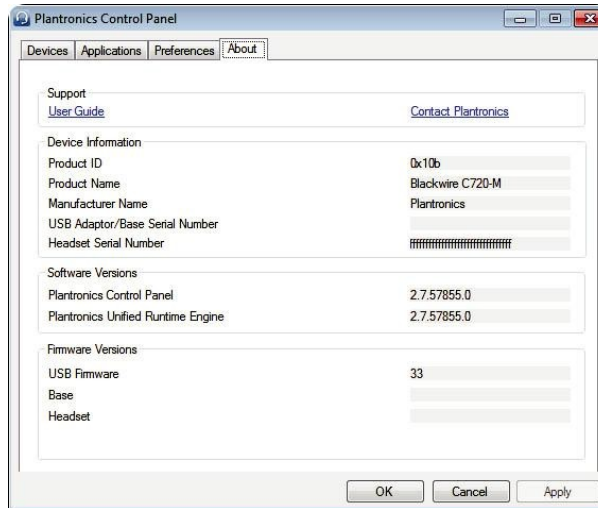 Plantronics Control Panel
Devices Applications Preferences About
Support
User Guide Contact Plantronics
Device Information
Product ID 0x10b
Product Name Blackwire C720-M
Manufacturer Name Plantronics
USB Adaptor/Base Serial Number
Headset Serial Number
Software Versions
Plantronics Control Panel 2.7.57855.0
Plantronics Unified Runtime Engine 2.7.57855.0
Firmware Versions
USB Firmware 33
Base
Headset
OK Cancel Apply